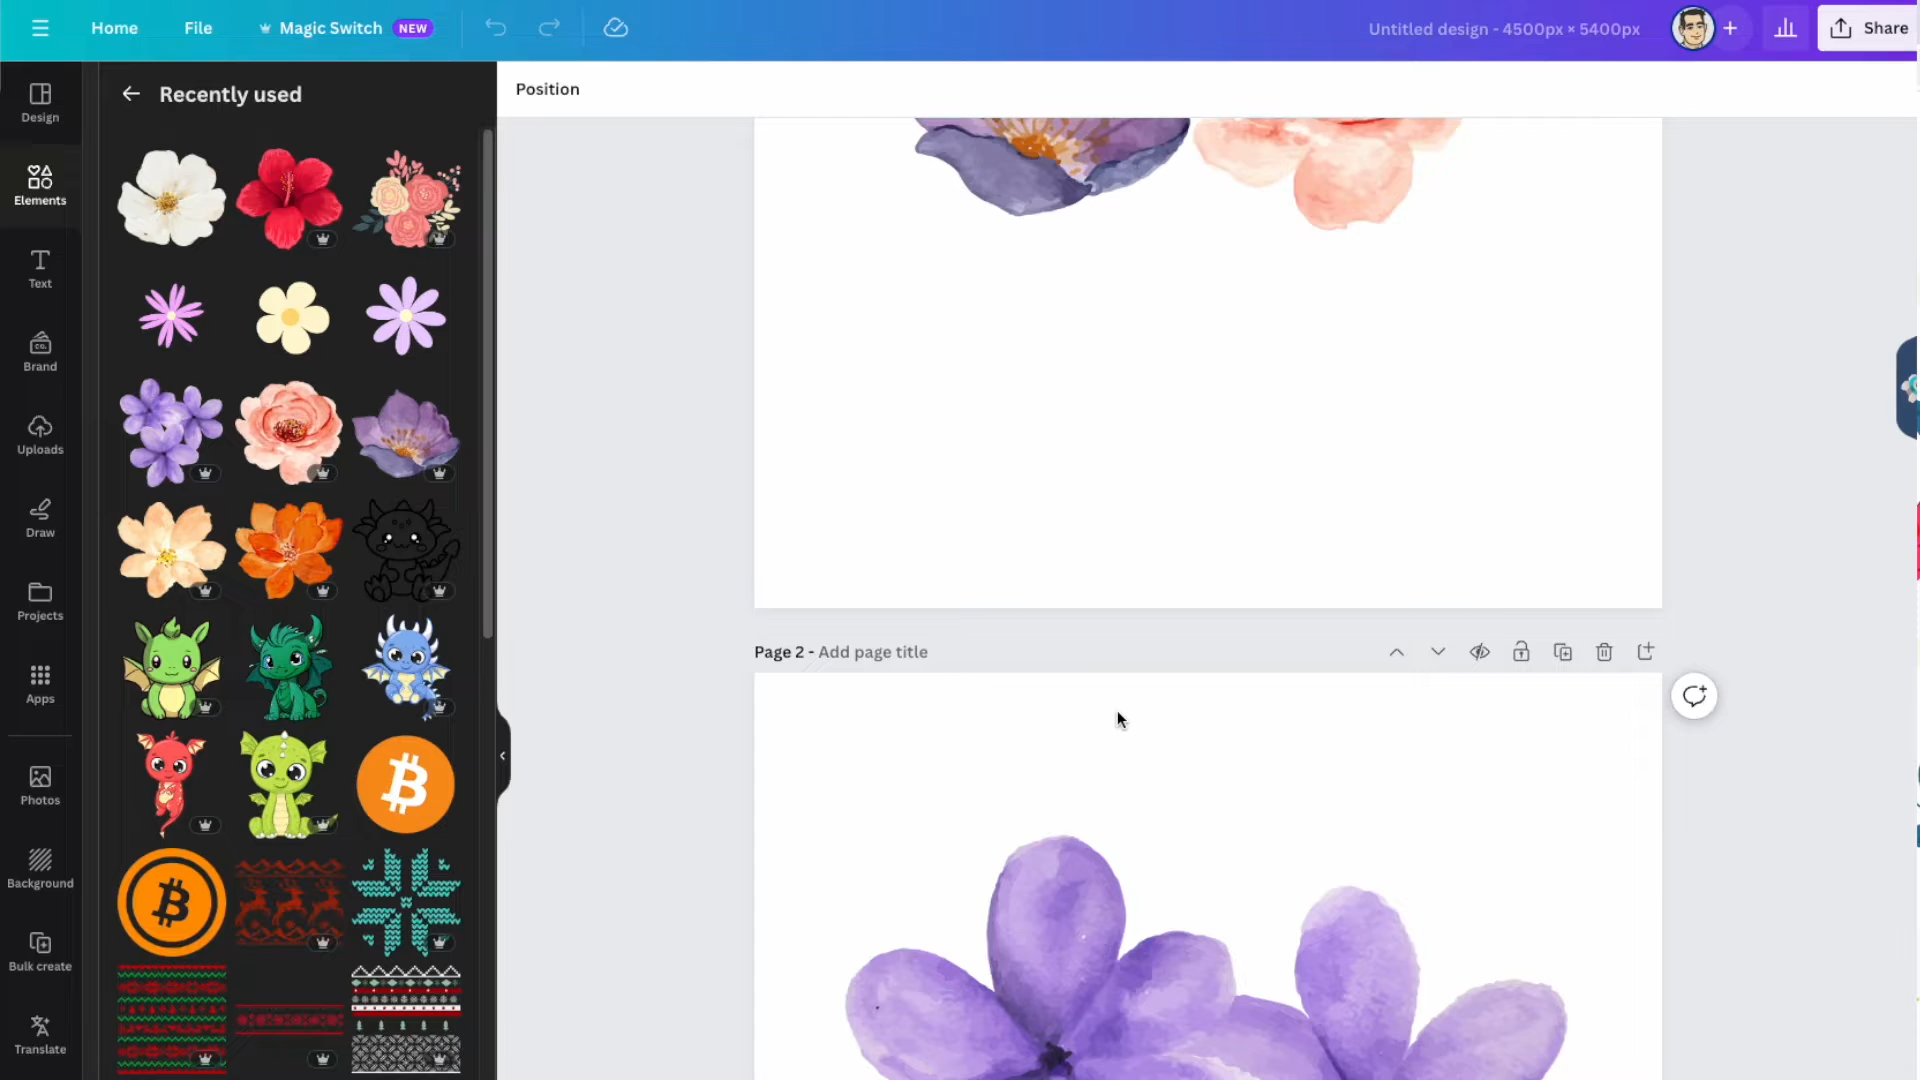 Home
File
Magic Switch NEW
Untitled design - 4500px × 5400px
Share
Design
Elements
Text
Brand
Uploads
Draw
Projects
Apps
Photos
Background
Bulk create
Translate
Recently used
Position
Page 2 - Add page title